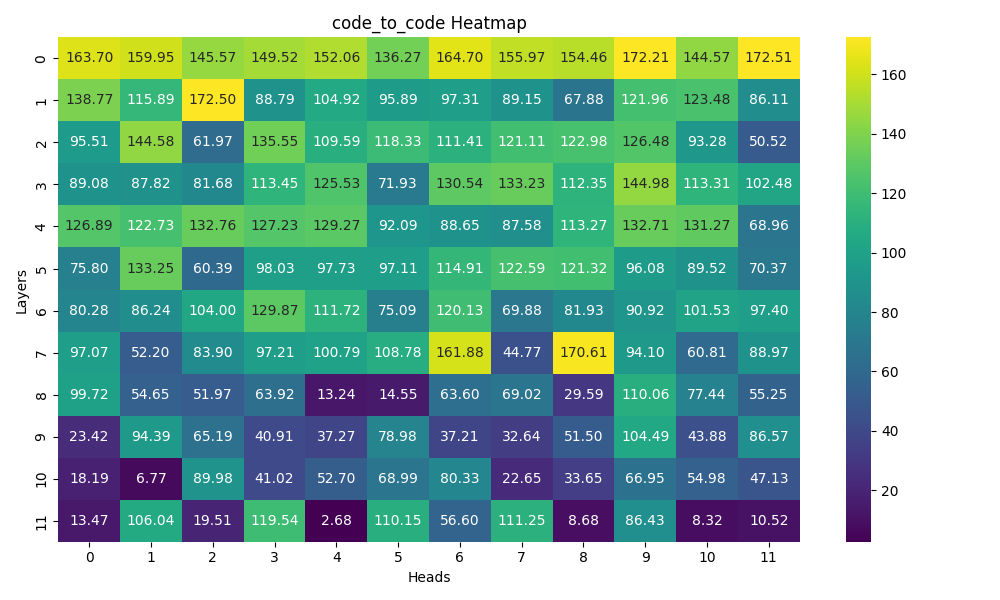 code_to_code Heatmap
0 163.70 159.95 145.57 149.52 152.06 136.27 164.70 155.97 154.46 172.21 144.57 172.51
1 138.77 115.89 172.50 88.79 104.92 95.89 97.31 89.15 67.88 121.96 123.48 86.11
2 95.51 144.58 61.97 135.55 109.59 118.33 111.41 121.11 122.98 126.48 93.28 50.52
3 89.08 87.82 81.68 113.45 125.53 71.93 130.54 133.23 112.35 144.98 113.31 102.48
4 126.89 122.73 132.76 127.23 129.27 92.09 88.65 87.58 113.27 132.71 131.27 68.96
5 75.80 133.25 60.39 98.03 97.73 97.11 114.91 122.59 121.32 96.08 89.52 70.37
6 80.28 86.24 104.00 129.87 111.72 75.09 120.13 69.88 81.93 90.92 101.53 97.40
7 97.07 52.20 83.90 97.21 100.79 108.78 161.88 44.77 170.61 94.10 60.81 88.97
8 99.72 54.65 51.97 63.92 13.24 14.55 63.60 69.02 29.59 110.06 77.44 55.25
9 23.42 94.39 65.19 40.91 37.27 78.98 37.21 32.64 51.50 104.49 43.88 86.57
10 18.19 6.77 89.98 41.02 52.70 68.99 80.33 22.65 33.65 66.95 54.98 47.13
11 13.47 106.04 19.51 119.54 2.68 110.15 56.60 111.25 8.68 86.43 8.32 10.52
0 1 2 3 4 5 6 7 8 9 10 11
Heads
Layers
160
140
120
100
80
60
40
20